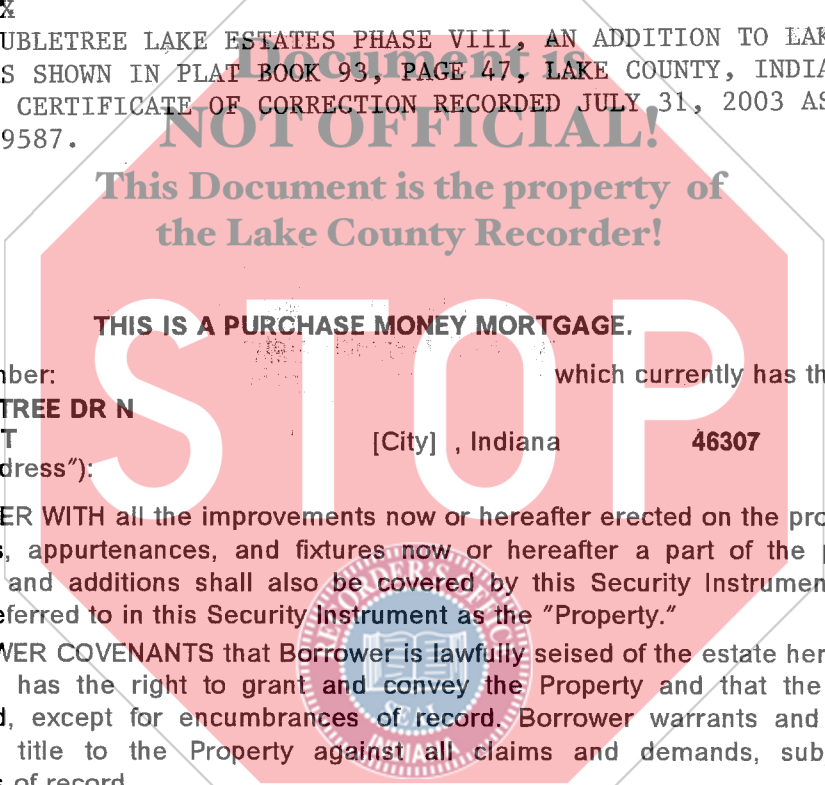 X
UBLETREE LAKE ESTATES PHASE VIII, AN ADDITION TO LAK
S SHOWN IN PLAT BOOK 93, PAGE 47, LAKE COUNTY, INDIA
CERTIFICATE OF CORRECTION RECORDED JULY 31, 2003 AS
9587.
Document is
NOT OFFICIAL!
This Document is the property of
the Lake County Recorder!
STOP
THIS IS A PURCHASE MONEY MORTGAGE.
nber: which currently has th
TREE DR N
T [City] , Indiana 46307
dress"):
ER WITH all the improvements now or hereafter erected on the pro
s, appurtenances, and fixtures now or hereafter a part of the p
and additions shall also be covered by this Security Instrumen
eferred to in this Security Instrument as the "Property."
WER COVENANTS that Borrower is lawfully seised of the estate her
has the right to grant and convey the Property and that the
d, except for encumbrances of record. Borrower warrants and
title to the Property against all claims and demands, sub
s of record.
RECORDER'S OFFIC
SEAL
INDIANA